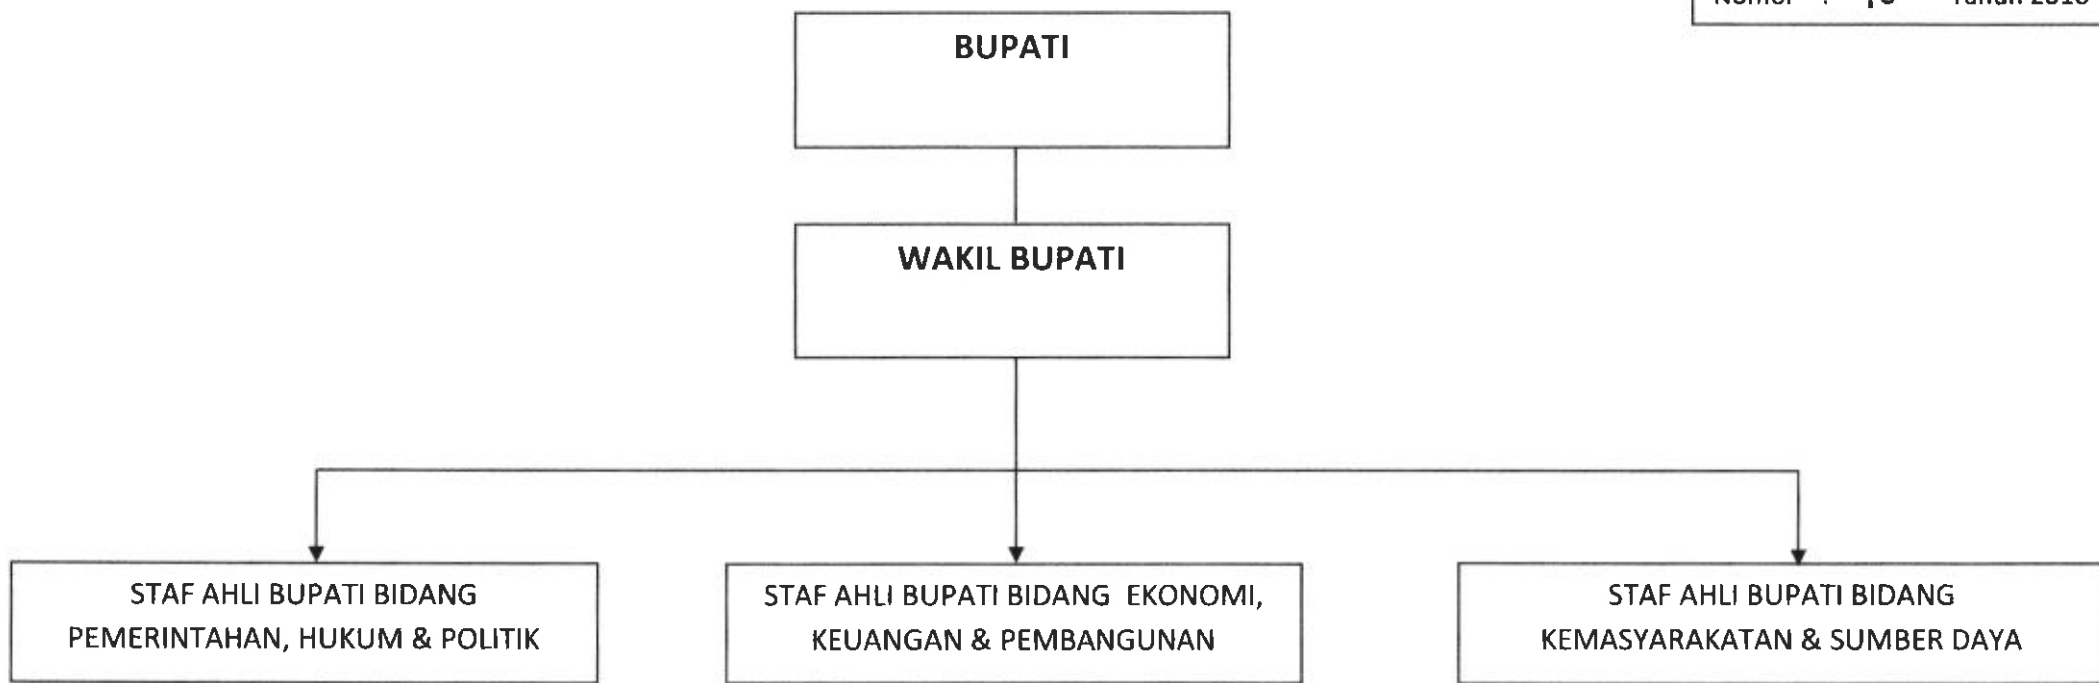 Nomor :
BUPATI
WAKIL BUPATI
STAF AHLI BUPATI BIDANG
PEMERINTAHAN, HUKUM & POLITIK
STAF AHLI BUPATI BIDANG EKONOMI,
KEUANGAN & PEMBANGUNAN
STAF AHLI BUPATI BIDANG
KEMASYARAKATAN & SUMBER DAYA